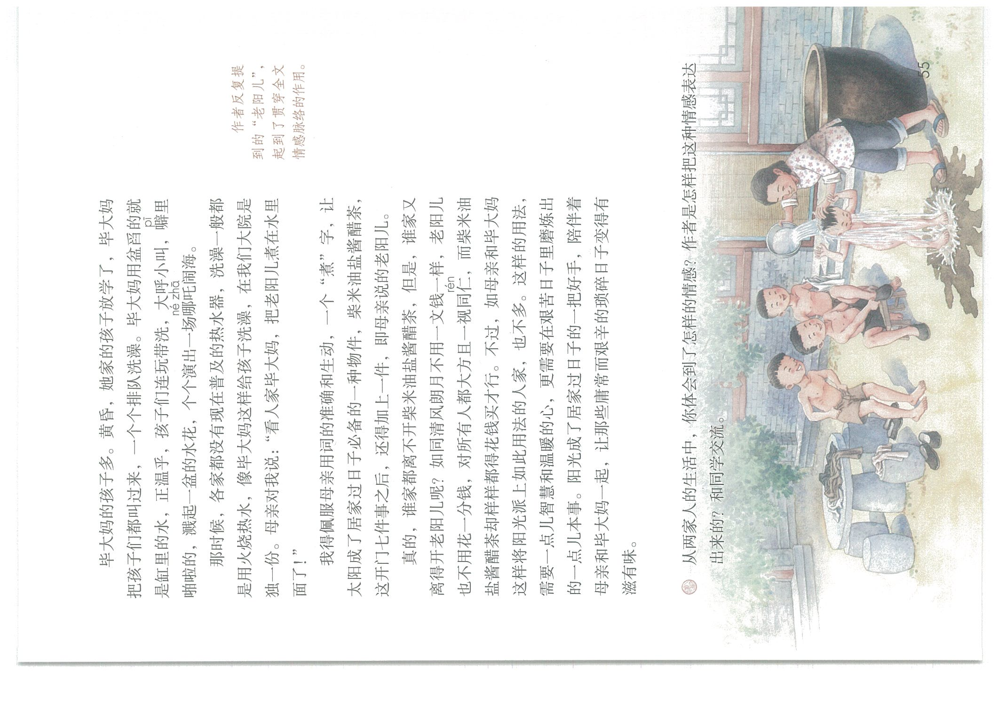 毕大妈的孩子多。黄昏，她家的孩子放学了，毕大妈
把孩子们都叫过来，一个个排队洗澡。毕大妈用盆舀的就
pī
是缸里的水，正温乎，孩子们连玩带洗，大呼小叫，噼里
né zhā
啪啦的，溅起一盆的水花，个个演出一场哪吒闹海。
那时候，各家都没有现在普及的热水器，洗澡一般都
是用火烧热水，像毕大妈这样给孩子洗澡，在我们大院是
独一份。母亲对我说：“看人家毕大妈，把老阳儿煮在水里
面了！”
作者反复提
到的“老阳儿”，
起到了贯穿全文
情感脉络的作用。
我得佩服母亲用词的准确和生动，一个“煮”字，让
太阳成了居家过日子必备的一种物件，柴米油盐酱醋茶，
这开门七件事之后，还得加上一件，即母亲说的老阳儿。
真的，谁家都离不开柴米油盐酱醋茶，但是，谁家又
离得开老阳儿呢？如同清风朗月不用一文钱一样，老阳儿
rén
也不用花一分钱，对所有人都大方且一视同仁，而柴米油
盐酱醋茶却样样都得花钱买才行。不过，如母亲和毕大妈
这样将阳光派上如此用法的人家，也不多。这样的用法，
需要一点儿智慧和温暖的心，更需要在艰苦日子里磨炼出
的一点儿本事。阳光成了居家过日子的一把好手，陪伴着
母亲和毕大妈一起，让那些庸常而艰辛的琐碎日子变得有
滋有味。
从两家人的生活中，你体会到了怎样的情感？作者是怎样把这种情感表达
出来的？和同学交流。
55